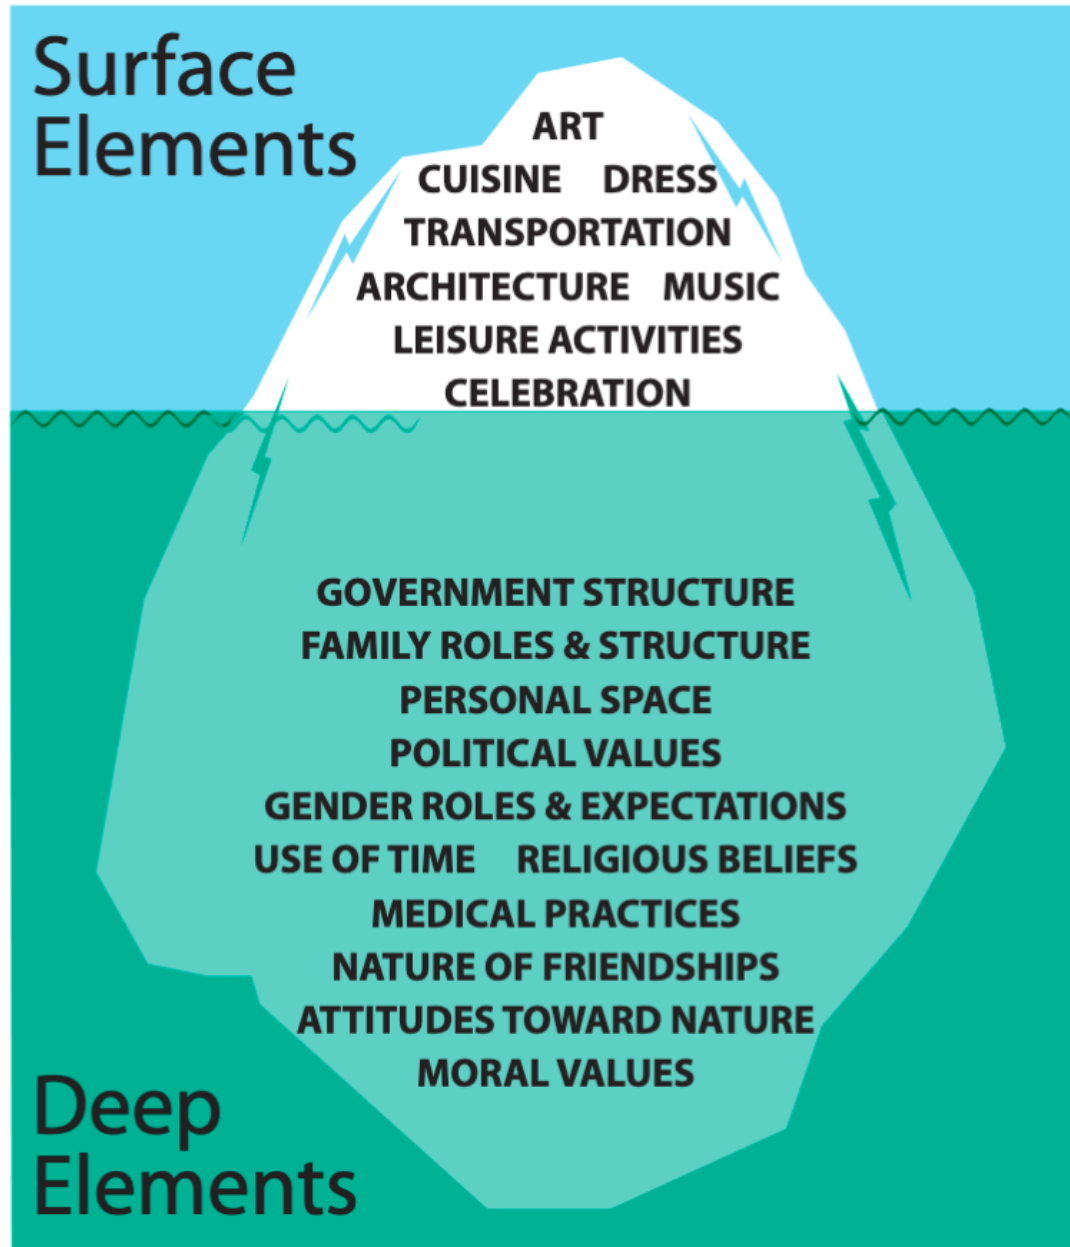 Surface
Elements
ART
CUISINE DRESS
TRANSPORTATION
ARCHITECTURE MUSIC
LEISURE ACTIVITIES
CELEBRATION
GOVERNMENT STRUCTURE
FAMILY ROLES & STRUCTURE
PERSONAL SPACE
POLITICAL VALUES
GENDER ROLES & EXPECTATIONS
USE OF TIME RELIGIOUS BELIEFS
MEDICAL PRACTICES
NATURE OF FRIENDSHIPS
ATTITUDES TOWARD NATURE
MORAL VALUES
Deep
Elements